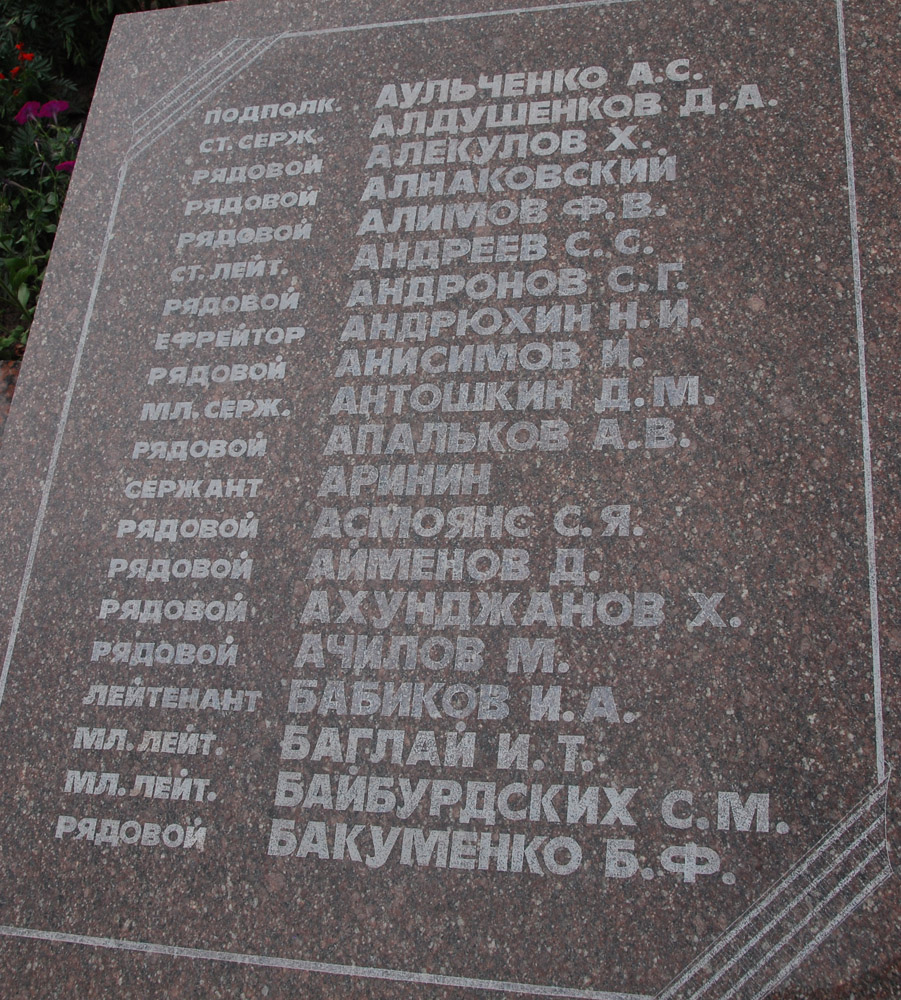 ПОДПОЛК. АУЛЬЧЕНКО А.С.
СТ.СЕРЖ. АЛДУШЕНКОВ Д.А.
РЯДОВОЙ АЛЕКУЛОВ Х.
РЯДОВОЙ АЛНАКОВСКИЙ
РЯДОВОЙ АЛИМОВ Ф.В.
СТ.ЛЕЙТ. АНДРЕЕВ С.С.
РЯДОВОЙ АНДРОНОВ С.Г.
ЕФРЕЙТОР АНДРЮХИН Н.И.
РЯДОВОЙ АНИСИМОВ И.
МЛ.СЕРЖ. АНТОШКИН Д.М.
РЯДОВОЙ АПАЛЬКОВ А.В.
СЕРЖАНТ АРИНИН
РЯДОВОЙ АСМОЯНС С.Я.
РЯДОВОЙ АЙМЕНОВ Д.
РЯДОВОЙ АХУНДЖАНОВ Х.
РЯДОВОЙ АЧИЛОВ М.
ЛЕЙТЕНАНТ БАБИКОВ И.А.
МЛ.ЛЕЙТ. БАГЛАЙ И.Т.
МЛ.ЛЕЙТ. БАЙБУРДСКИХ С.М.
РЯДОВОЙ БАКУМЕНКО Б.Ф.